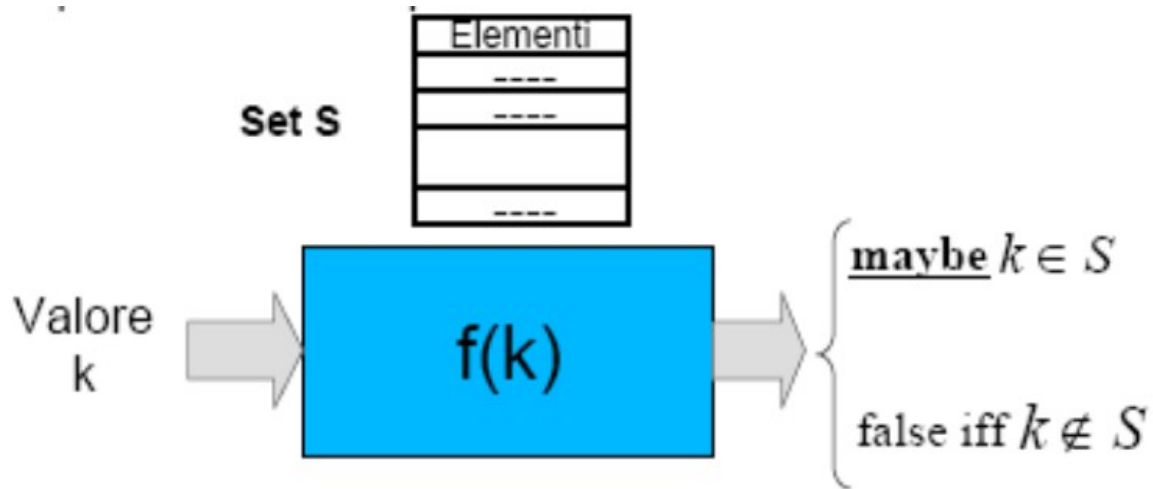 Elementi
----
----
Set S
----
maybe k ∈ S
Valore
k
f(k)
false iff k ∉ S